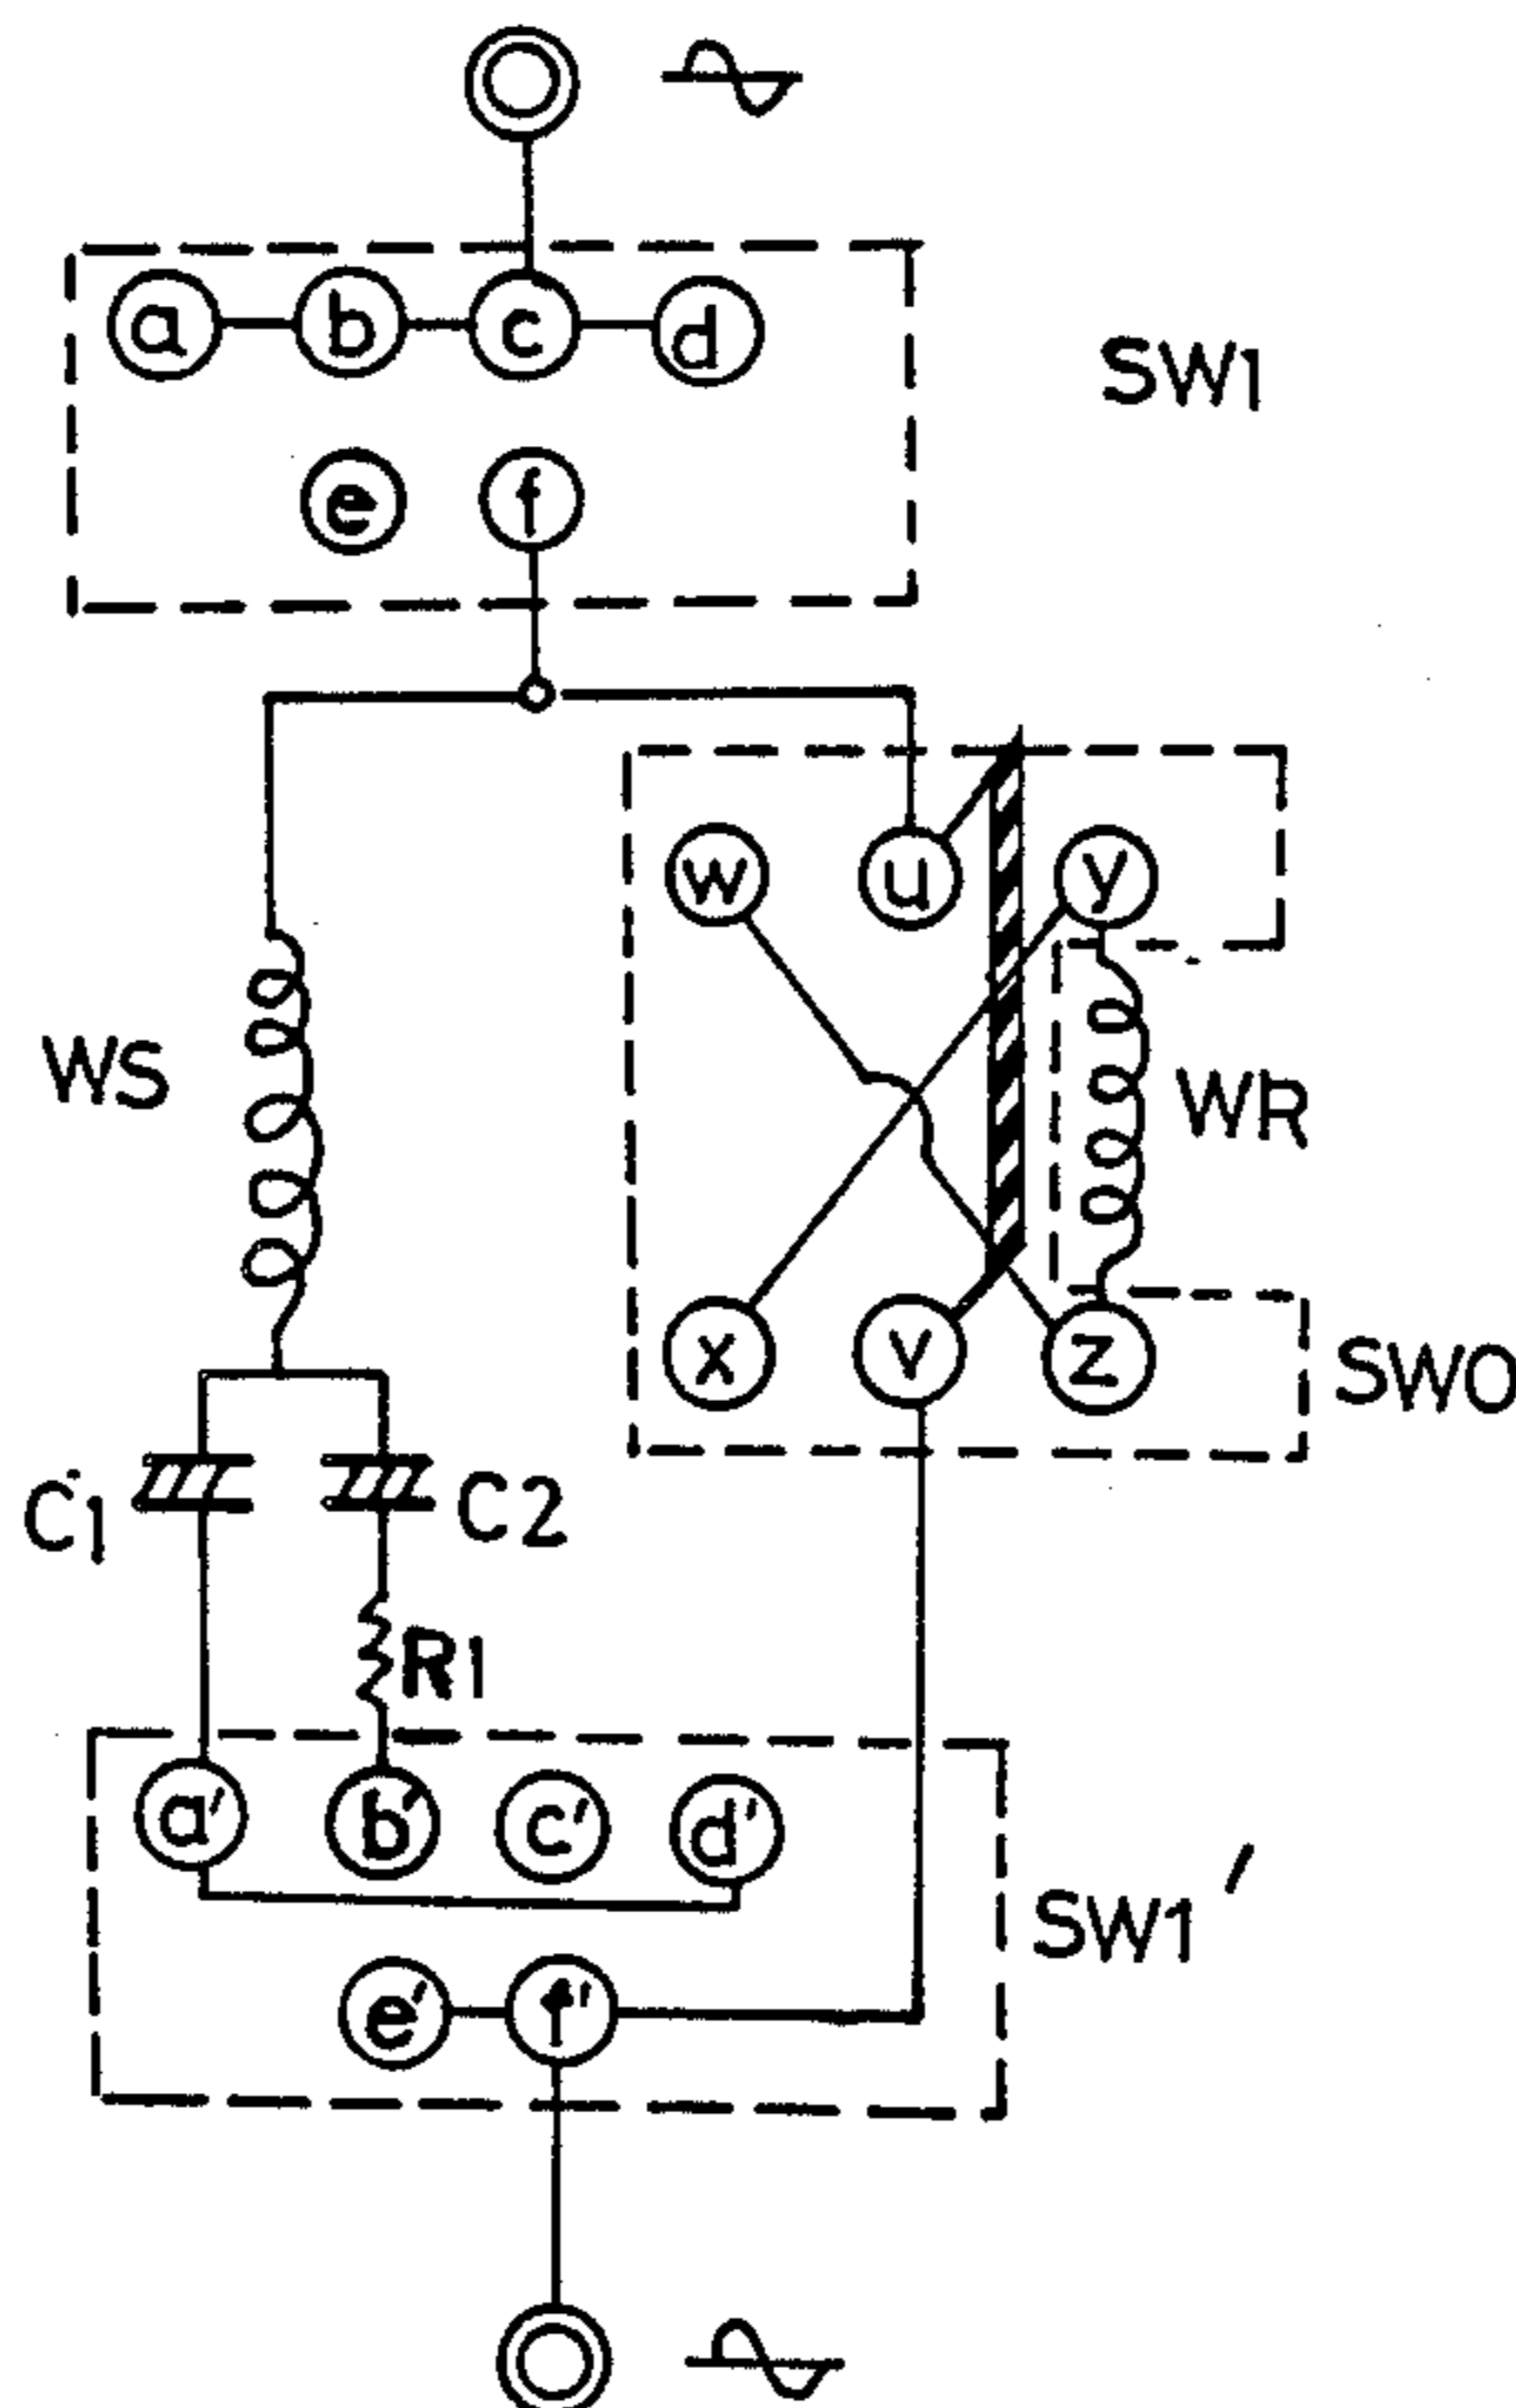 a b c d
SW1
e f
w u y
WS
WR
x v z
SWO
C1 C2
R1
a' b' c' d'
SW1'
e' f'